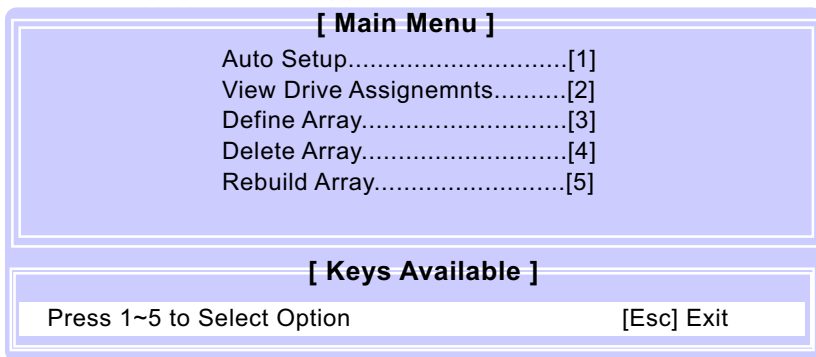 [ Main Menu ]
Auto Setup..............................[1]
View Drive Assignemnts..........[2]
Define Array............................[3]
Delete Array............................[4]
Rebuild Array..........................[5]
[ Keys Available ]
Press 1~5 to Select Option [Esc] Exit